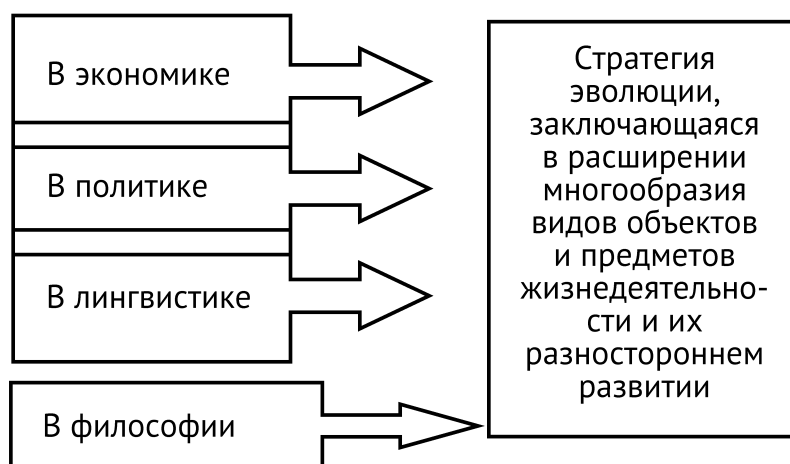 В экономике
В политике
В лингвистике
В философии
Стратегия
эволюции,
заключающаяся
в расширении
многообразия
видов объектов
и предметов
жизнедеятельно-
сти и их
разностороннем
развитии